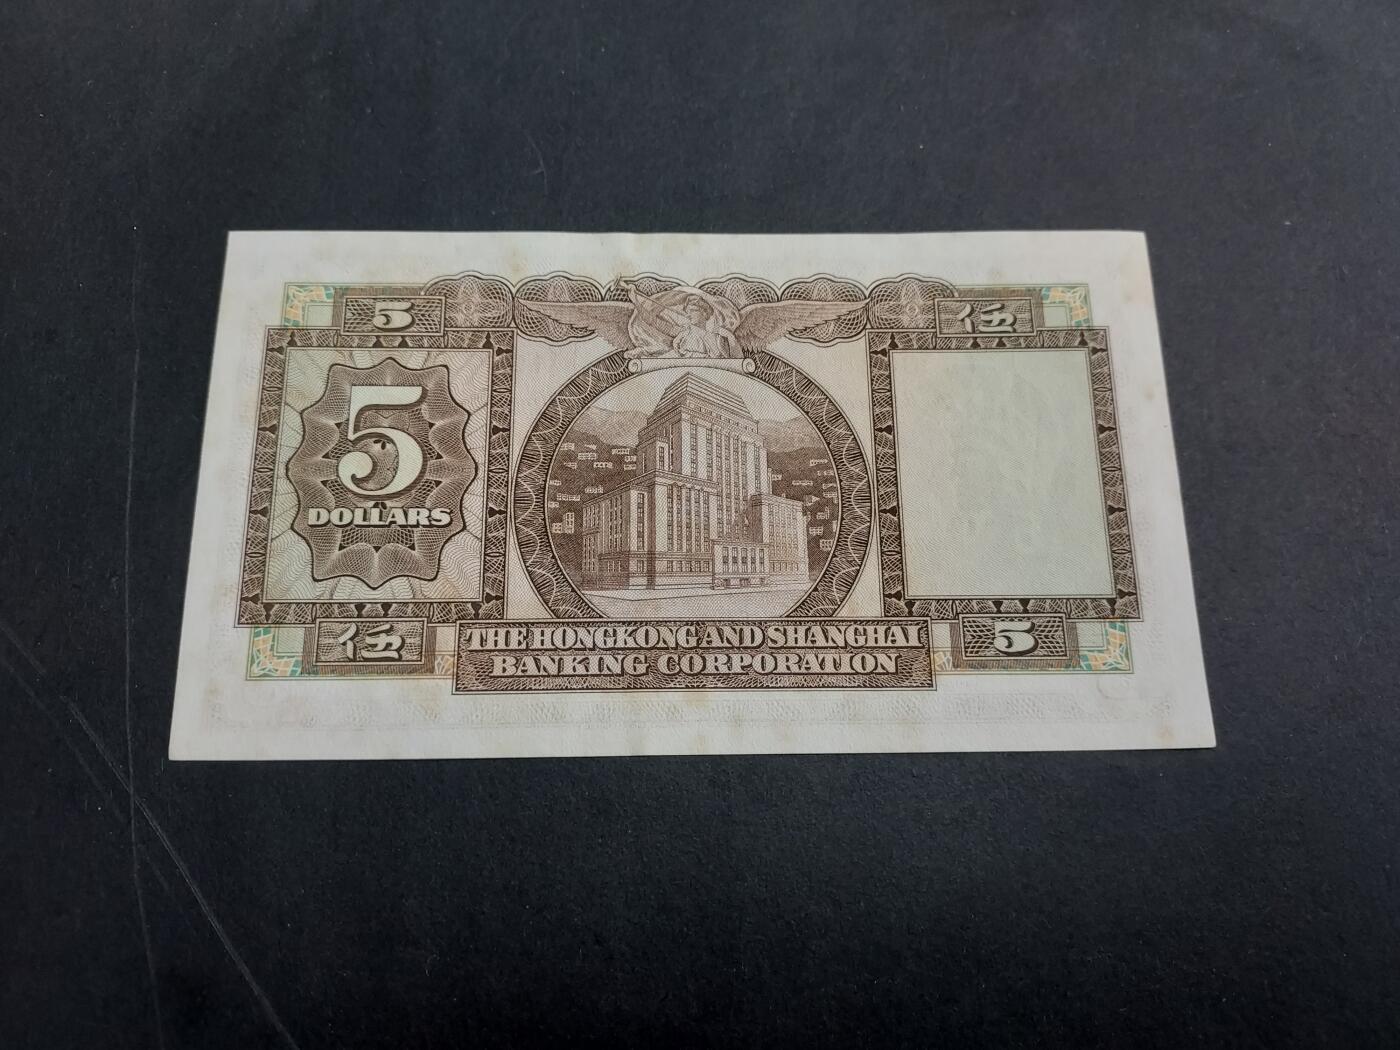 5
伍
5
DOLLARS
伍
THE HONGKONG AND SHANGHAI
BANKING CORPORATION
5